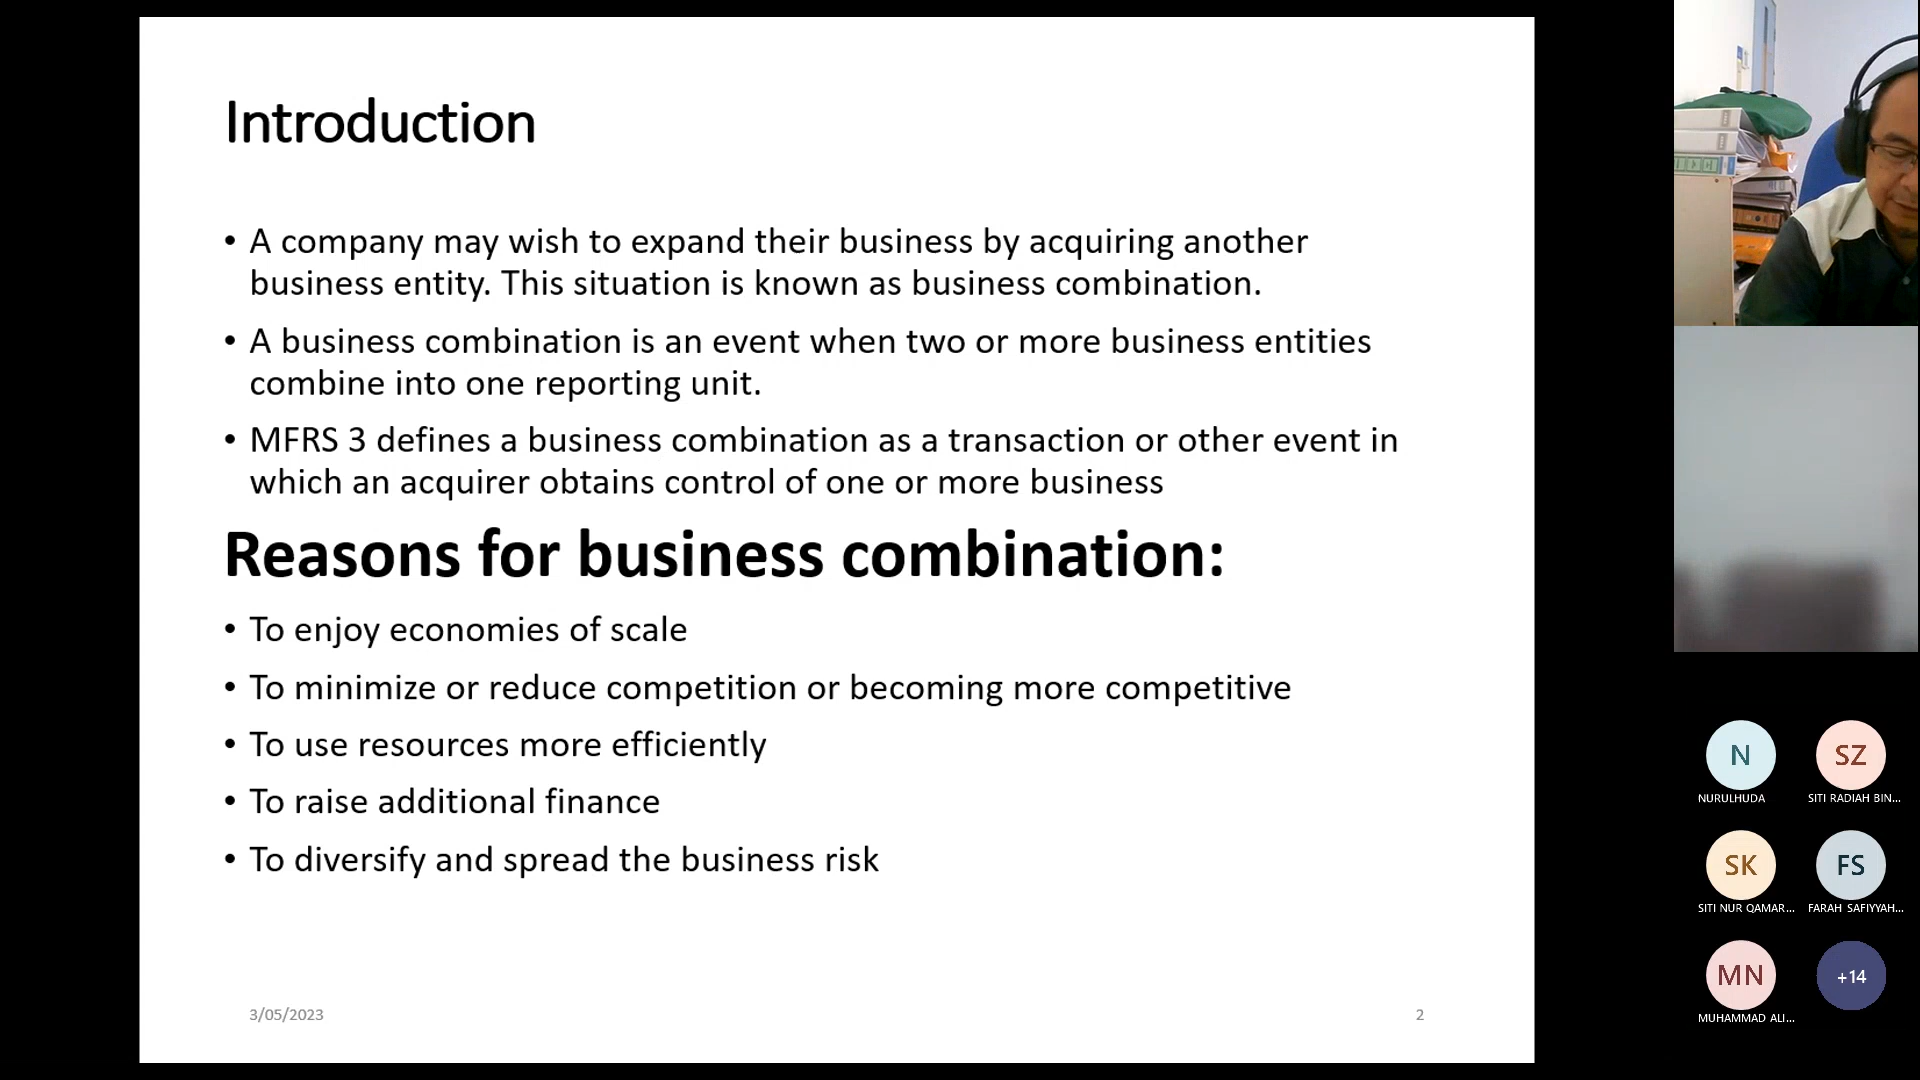 Introduction
• A company may wish to expand their business by acquiring another
business entity. This situation is known as business combination.
• A business combination is an event when two or more business entities
combine into one reporting unit.
• MFRS 3 defines a business combination as a transaction or other event in
which an acquirer obtains control of one or more business
Reasons for business combination:
• To enjoy economies of scale
• To minimize or reduce competition or becoming more competitive
• To use resources more efficiently
• To raise additional finance
• To diversify and spread the business risk
3/05/2023
2
N
SZ
NURULHUDA
SITI RADIAH BIN...
SK
FS
SITI NUR QAMAR...
FARAH SAFIYYAH...
MN
+14
MUHAMMAD ALI...